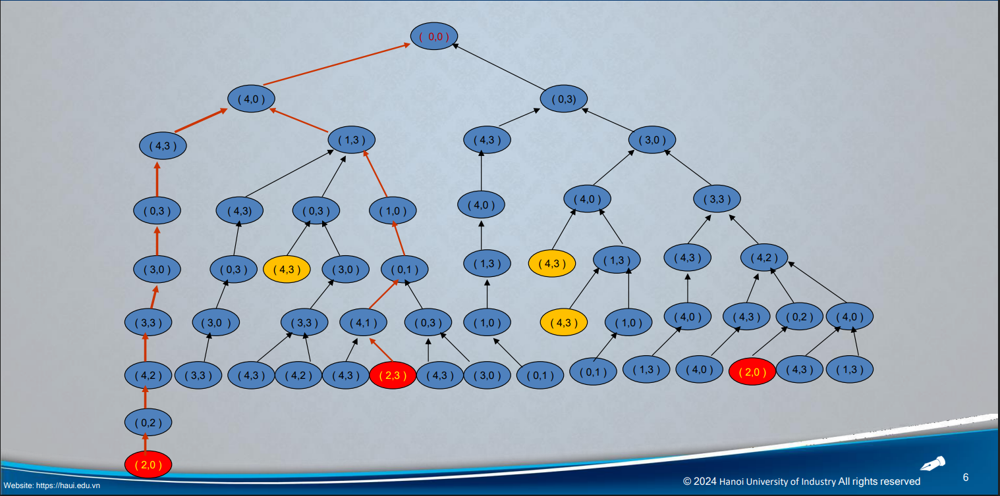 ( 0,0 )
( 4,0 )
( 0,3)
( 4,3 )
( 1,3 )
( 4,3 )
( 3,0 )
( 0,3 )
( 4,3)
( 0,3 )
( 1,0 )
( 4,0 )
( 4,0 )
( 3,3 )
( 3,0 )
( 0,3 )
( 4,3 )
( 3,0 )
( 0,1 )
( 1,3 )
( 4,3 )
( 1,3 )
( 4,3 )
( 4,2 )
( 3,3 )
( 3,0 )
( 3,3 )
( 4,1 )
( 0,3 )
( 1,0 )
( 4,3 )
( 1,0 )
( 4,0 )
( 4,3 )
( 0,2 )
( 4,0 )
( 4,2 )
( 3,3 )
( 4,3 )
( 4,2 )
( 4,3 )
( 2,3 )
( 4,3 )
( 3,0 )
( 0,1 )
( 0,1 )
( 1,3 )
( 4,0 )
( 2,0 )
( 4,3 )
( 1,3 )
( 0,2 )
( 2,0 )
Website: https://haui.edu.vn
© 2024 Hanoi University of Industry All rights reserved
6